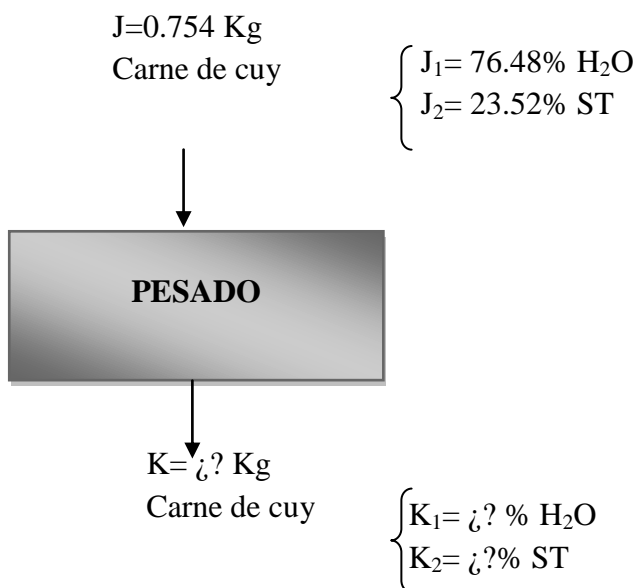 J=0.754 Kg
Carne de cuy
J₁= 76.48% H₂O
J₂= 23.52% ST
PESADO
K= ¿? Kg
Carne de cuy
K₁= ¿? % H₂O
K₂= ¿?% ST